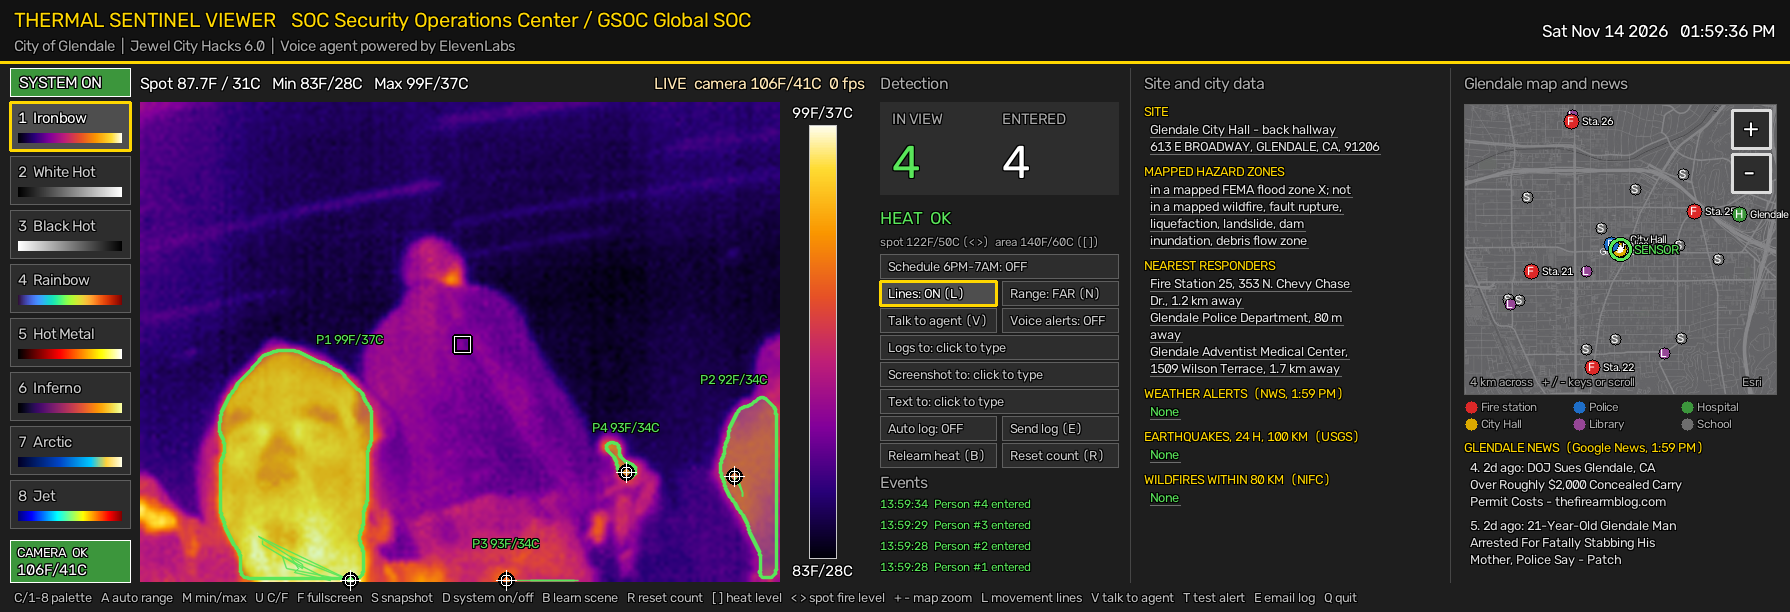 THERMAL SENTINEL VIEWER SOC Security Operations Center / GSOC Global SOC
City of Glendale | Jewel City Hacks 6.0 | Voice agent powered by ElevenLabs
Sat Nov 14 2026 01:59:36 PM
SYSTEM ON
1 Ironbow
2 White Hot
3 Black Hot
4 Rainbow
5 Hot Metal
6 Inferno
7 Arctic
8 Jet
CAMERA OK
106F/41C
Spot 87.7F / 31C Min 83F/28C Max 99F/37C
LIVE camera 106F/41C 0 fps
P1 99F/37C
P2 92F/34C
P4 93F/34C
P3 93F/34C
99F/37C
83F/28C
Detection
IN VIEW ENTERED
4 4
HEAT OK
spot 122F/50C (< >) area 140F/60C ([ ])
Schedule 6PM-7AM: OFF
Lines: ON (L) Range: FAR (N)
Talk to agent (V) Voice alerts: OFF
Logs to: click to type
Screenshot to: click to type
Text to: click to type
Auto log: OFF Send log (E)
Relearn heat (B) Reset count (R)
Events
13:59:34 Person #4 entered
13:59:29 Person #3 entered
13:59:28 Person #2 entered
13:59:28 Person #1 entered
Site and city data
SITE
Glendale City Hall - back hallway
613 E BROADWAY, GLENDALE, CA, 91206
MAPPED HAZARD ZONES
in a mapped FEMA flood zone X; not
in a mapped wildfire, fault rupture,
liquefaction, landslide, dam
inundation, debris flow zone
NEAREST RESPONDERS
Fire Station 25, 353 N. Chevy Chase
Dr., 1.2 km away
Glendale Police Department, 80 m
away
Glendale Adventist Medical Center,
1509 Wilson Terrace, 1.7 km away
WEATHER ALERTS (NWS, 1:59 PM)
None
EARTHQUAKES, 24 H, 100 KM (USGS)
None
WILDFIRES WITHIN 80 KM (NIFC)
None
Glendale map and news
+
-
F Sta. 26
S
S
S
F Sta. 25
H Glendale
S
City Hall
S
SENSOR
S
F Sta. 21
L
S
L
S
S
S
L
F Sta. 22
4 km across + / - keys or scroll Esri
Fire station Police Hospital
City Hall Library School
GLENDALE NEWS (Google News, 1:59 PM)
4. 2d ago: DOJ Sues Glendale, CA
Over Roughly $2,000 Concealed Carry
Permit Costs - thefirearmblog.com
5. 2d ago: 21-Year-Old Glendale Man
Arrested For Fatally Stabbing His
Mother, Police Say - Patch
C/1-8 palette A auto range M min/max U C/F F fullscreen S snapshot D system on/off B learn scene R reset count [ ] heat level < > spot fire level + - map zoom L movement lines V talk to agent T test alert E email log Q quit